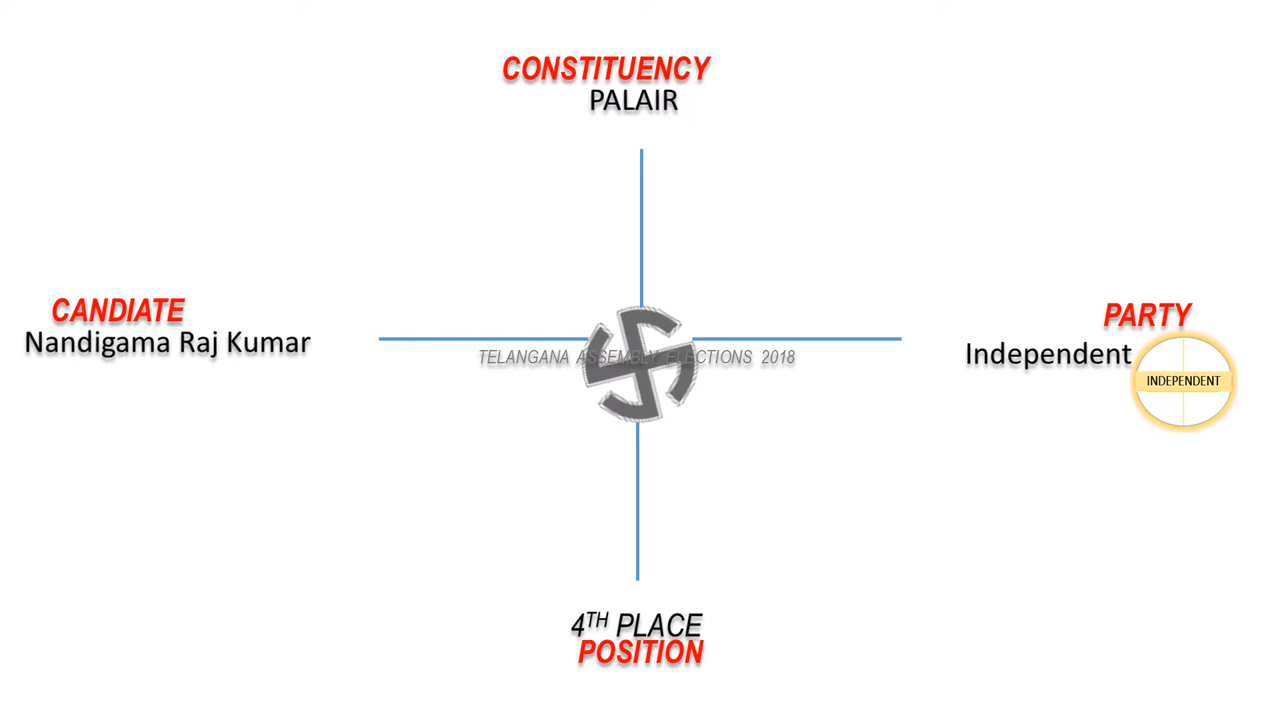 CONSTITUENCY
PALAIR
CANDIATE
Nandigama Raj Kumar
PARTY
Independent
INDEPENDENT
TELANGANA ASSEMBLY ELECTIONS 2018
4TH PLACE
POSITION